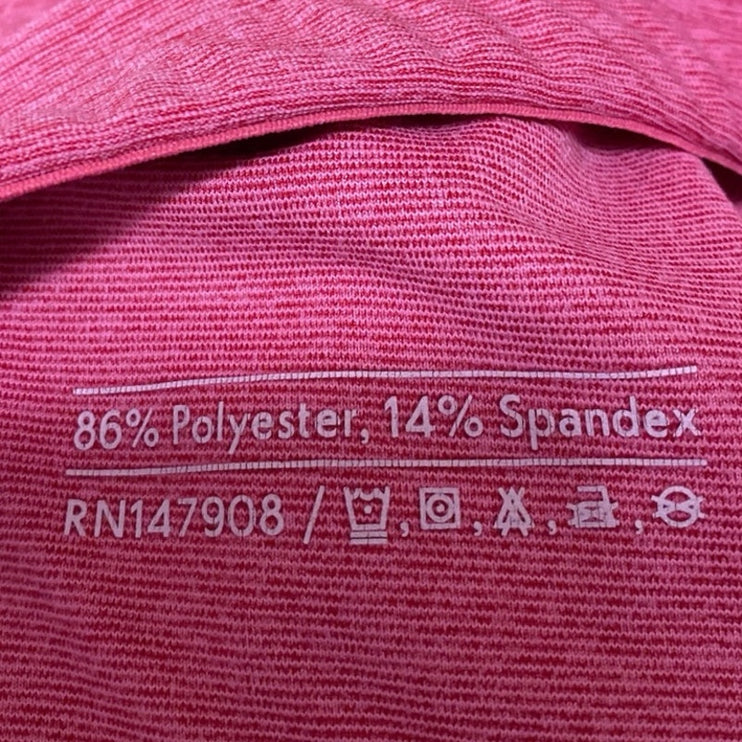 86% Polyester, 14% Spandex
RN147908 / , , , ,